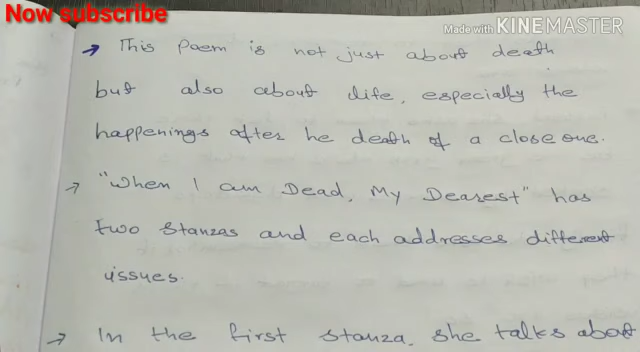 Now subscribe
Made with KINEMASTER
→ This Poem is not just about death
but also about life, especially the
happenings after he death of a close one.
→ "When I am Dead, My Dearest" has
two stanzas and each addresses different
issues.
→ In the first stanza, she talks about